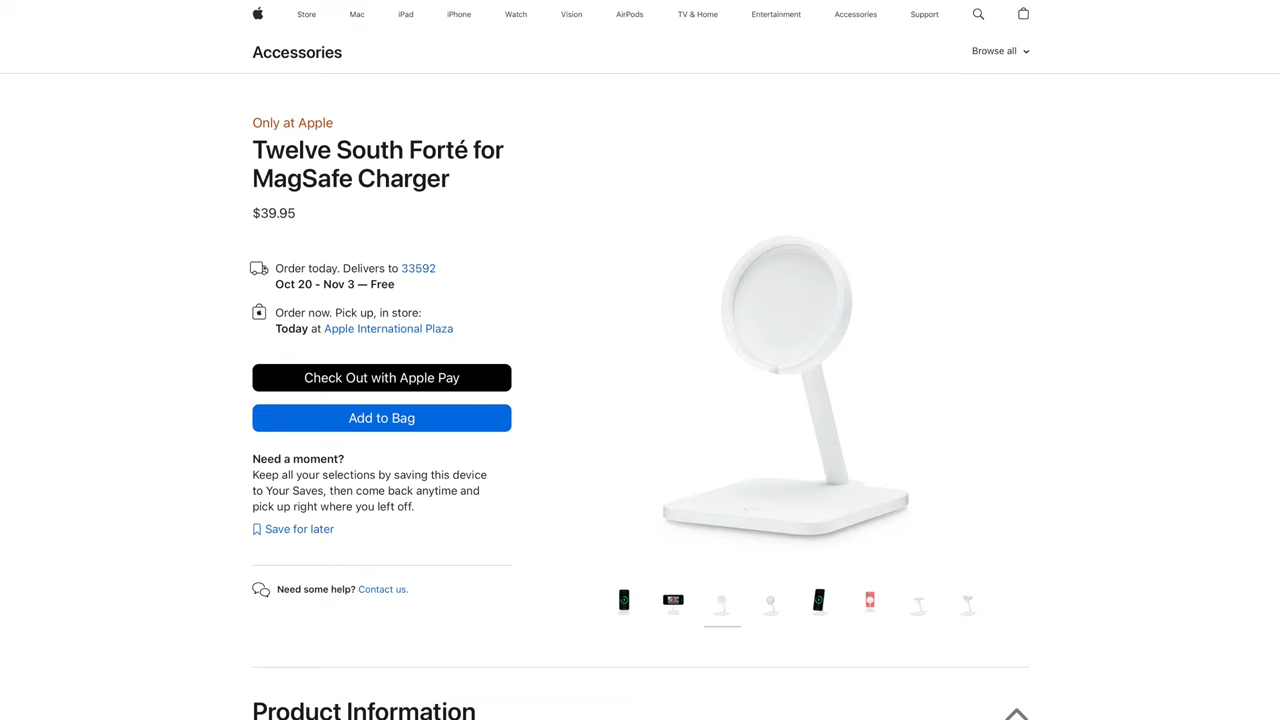 Store Mac iPad iPhone Watch Vision AirPods TV & Home Entertainment Accessories Support
Accessories
Browse all
Only at Apple
Twelve South Forté for
MagSafe Charger
$39.95
Order today. Delivers to 33592
Oct 20 - Nov 3 — Free
Order now. Pick up, in store:
Today at Apple International Plaza
Check Out with Apple Pay
Add to Bag
Need a moment?
Keep all your selections by saving this device
to Your Saves, then come back anytime and
pick up right where you left off.
Save for later
Need some help? Contact us.
Product Information